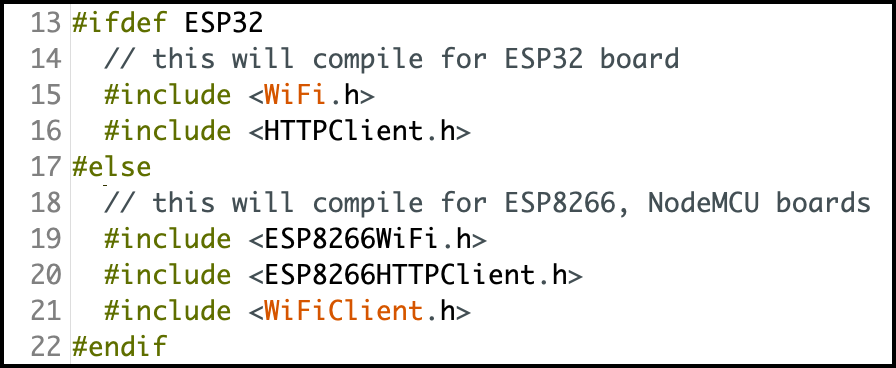 13 #ifdef ESP32
14   // this will compile for ESP32 board
15   #include <WiFi.h>
16   #include <HTTPClient.h>
17 #else
18   // this will compile for ESP8266, NodeMCU boards
19   #include <ESP8266WiFi.h>
20   #include <ESP8266HTTPClient.h>
21   #include <WiFiClient.h>
22 #endif